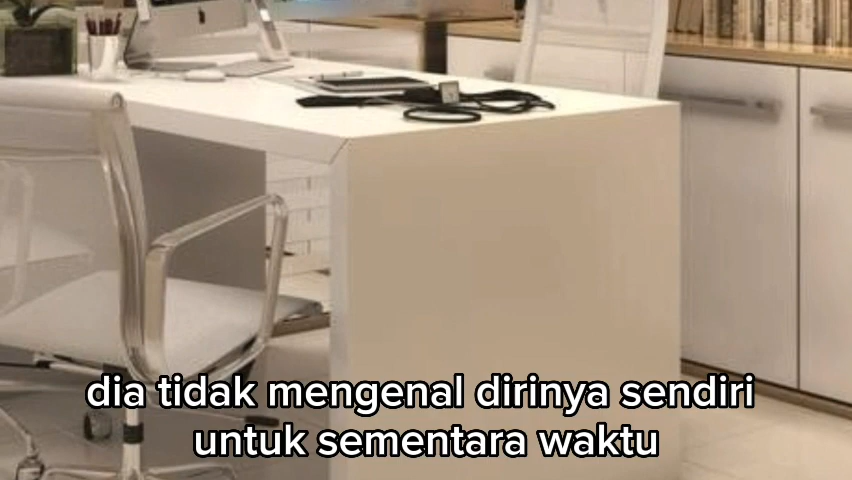 dia tidak mengenal dirinya sendiri
untuk sementara waktu